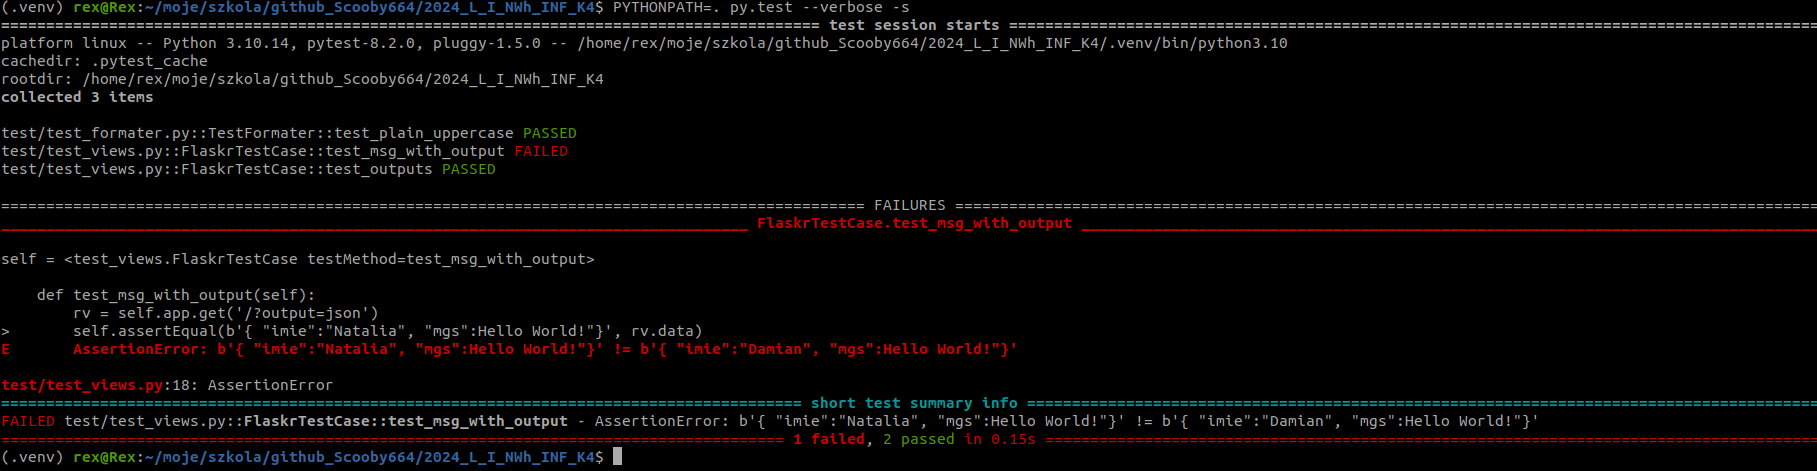 (.venv) rex@Rex:~/moje/szkola/github_Scooby664/2024_L_I_NWh_INF_K4$ PYTHONPATH=. py.test --verbose -s
============================== test session starts ==============================
platform linux -- Python 3.10.14, pytest-8.2.0, pluggy-1.5.0 -- /home/rex/moje/szkola/github_Scooby664/2024_L_I_NWh_INF_K4/.venv/bin/python3.10
cachedir: .pytest_cache
rootdir: /home/rex/moje/szkola/github_Scooby664/2024_L_I_NWh_INF_K4
collected 3 items
test/test_formater.py::TestFormater::test_plain_uppercase PASSED
test/test_views.py::FlaskrTestCase::test_msg_with_output FAILED
test/test_views.py::FlaskrTestCase::test_outputs PASSED
============================== FAILURES ==============================
______________________________ FlaskrTestCase.test_msg_with_output ______________________________
self = <test_views.FlaskrTestCase testMethod=test_msg_with_output>
    def test_msg_with_output(self):
        rv = self.app.get('/?output=json')
>       self.assertEqual(b'{ "imie":"Natalia", "mgs":Hello World!"}', rv.data)
E       AssertionError: b'{ "imie":"Natalia", "mgs":Hello World!"}' != b'{ "imie":"Damian", "mgs":Hello World!"}'
test/test_views.py:18: AssertionError
============================== short test summary info ==============================
FAILED test/test_views.py::FlaskrTestCase::test_msg_with_output - AssertionError: b'{ "imie":"Natalia", "mgs":Hello World!"}' != b'{ "imie":"Damian", "mgs":Hello World!"}'
============================== 1 failed, 2 passed in 0.15s ==============================
(.venv) rex@Rex:~/moje/szkola/github_Scooby664/2024_L_I_NWh_INF_K4$